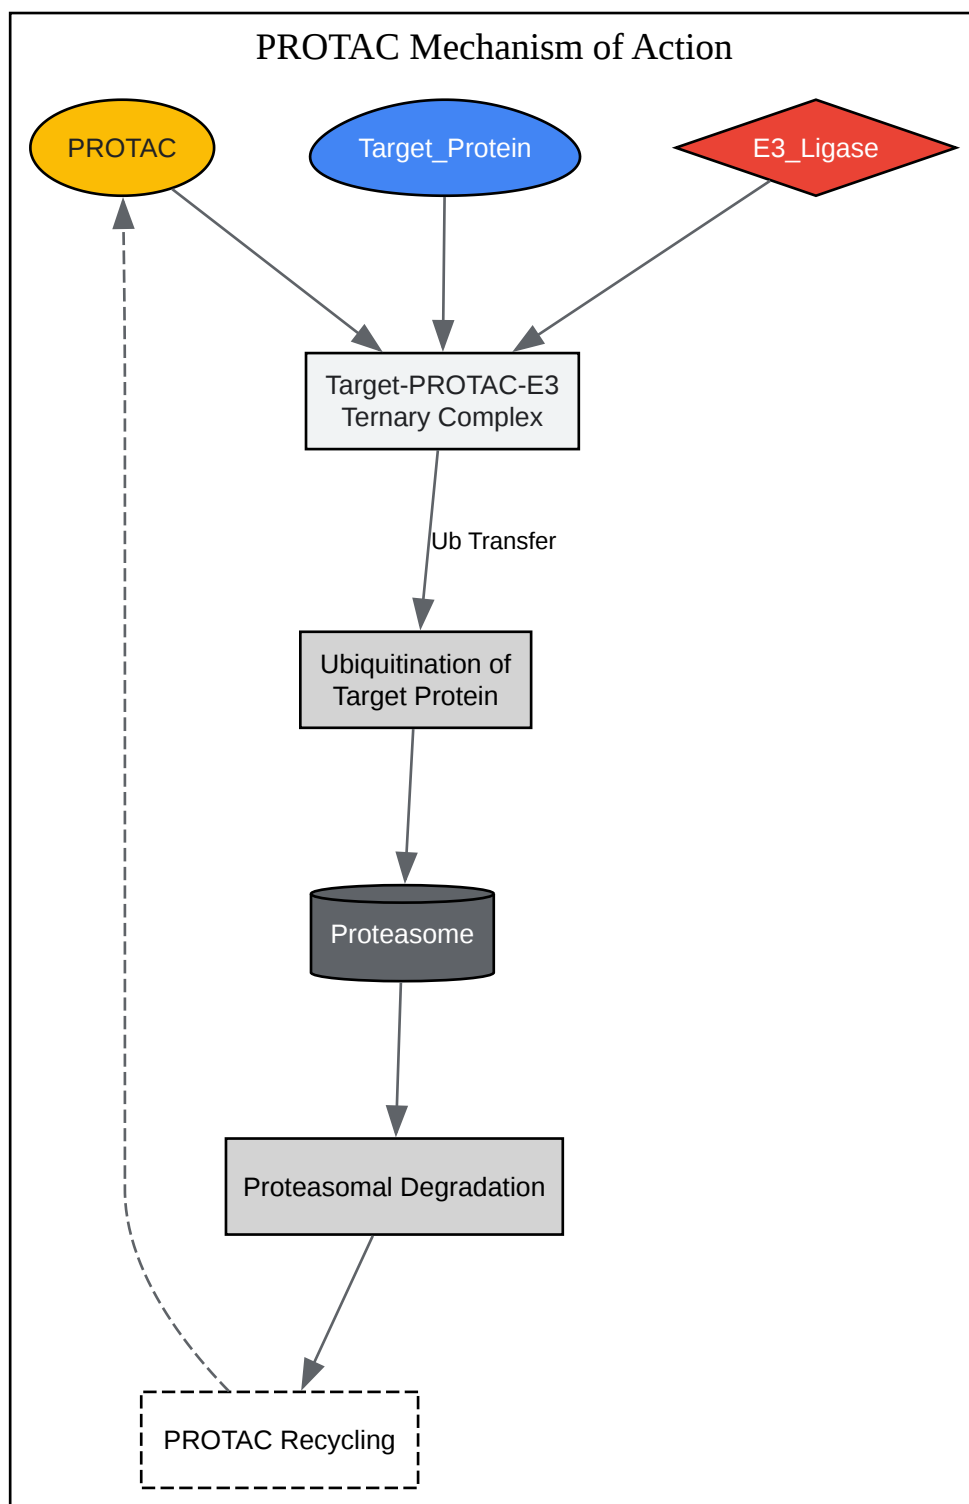 PROTAC Mechanism of Action
PROTAC
Target_Protein
E3_Ligase
Target-PROTAC-E3
Ternary Complex
Ub Transfer
Ubiquitination of
Target Protein
Proteasome
Proteasomal Degradation
PROTAC Recycling